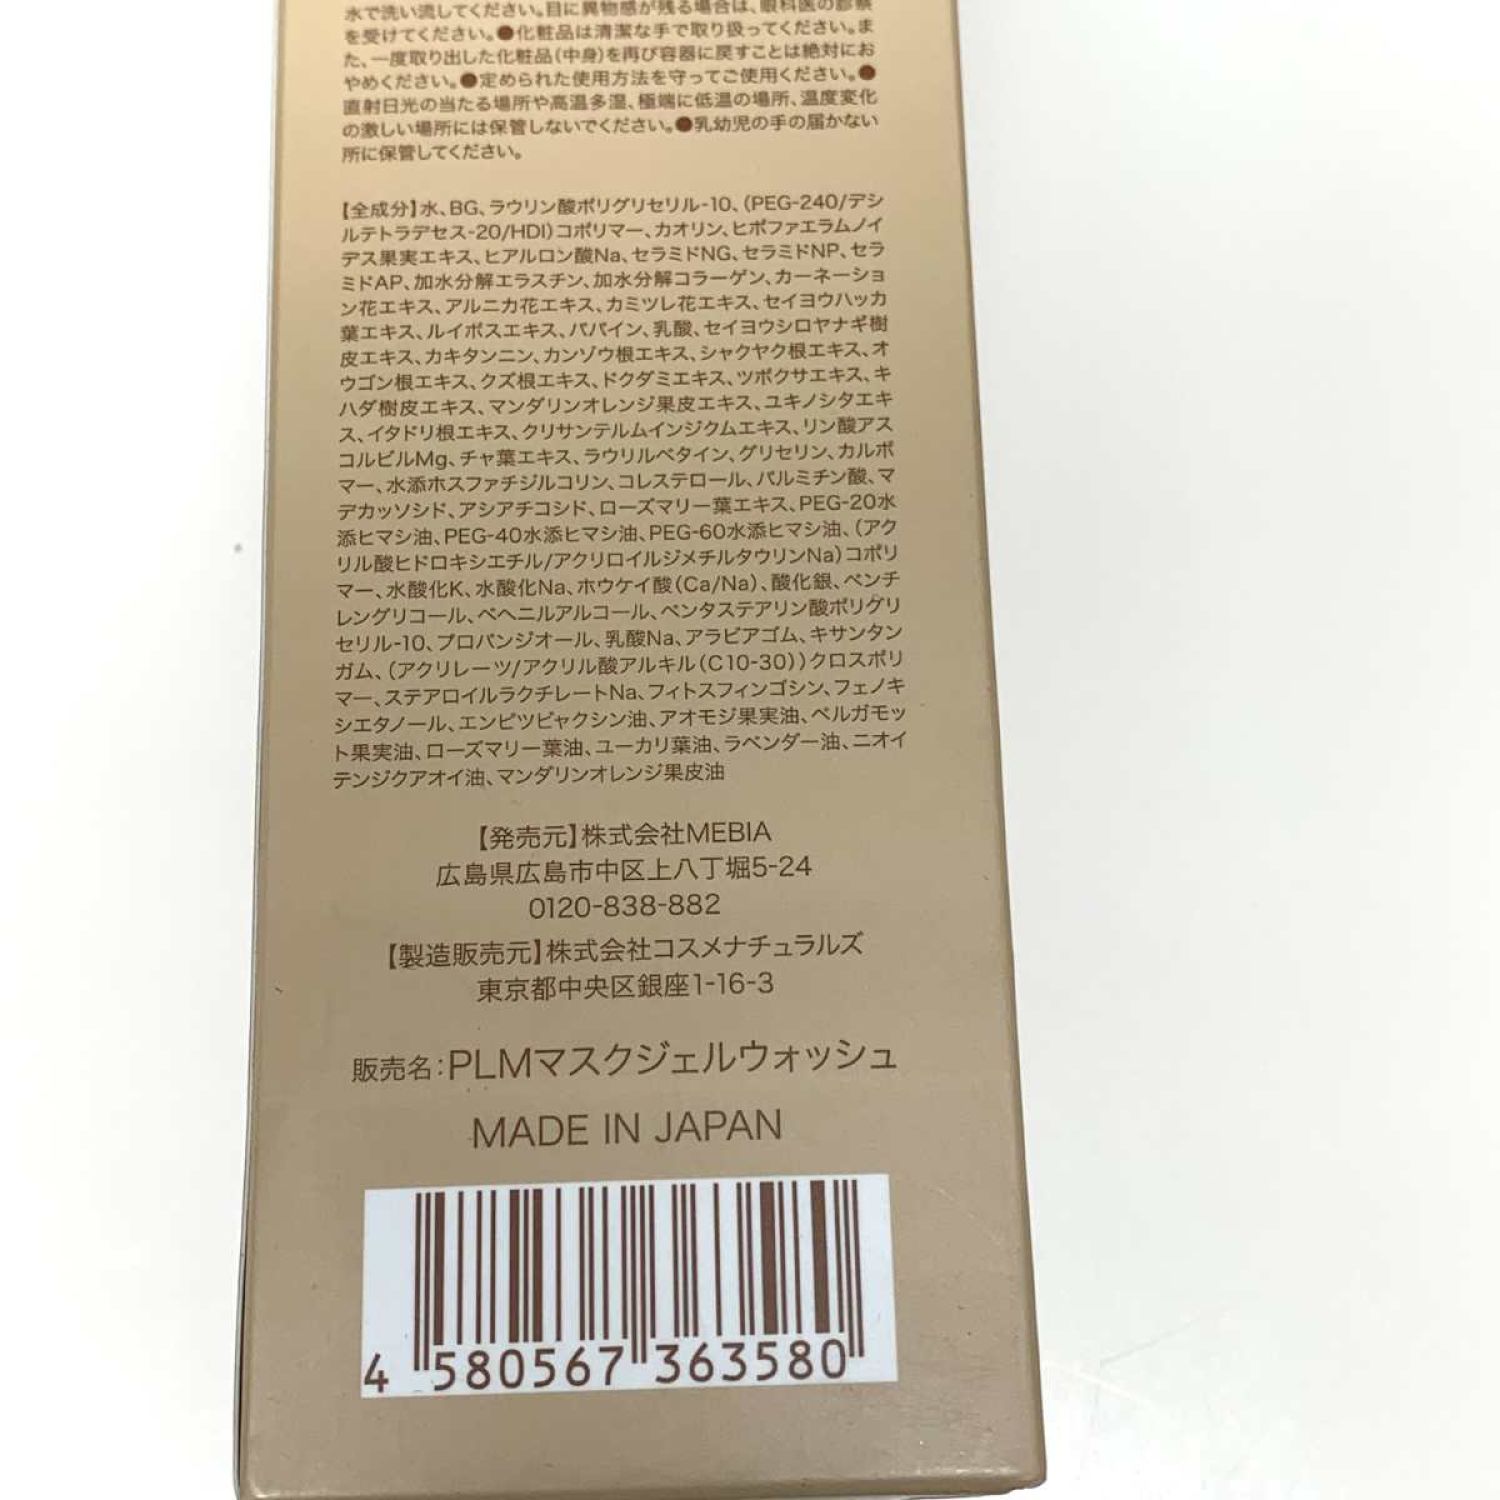 水で洗い流してください。目に異物感が残る場合は、眼科医の診察
を受けてください。●化粧品は清潔な手で取り扱ってください。ま
た、一度取り出した化粧品(中身)を再び容器に戻すことは絶対にお
やめください。●定められた使用方法を守ってご使用ください。●
直射日光の当たる場所や高温多湿、極端に低温の場所、温度変化
の激しい場所には保管しないでください。●乳幼児の手の届かない
所に保管してください。
【全成分】水、BG、ラウリン酸ポリグリセリル-10、(PEG-240/デシ
ルテトラデセス-20/HDI)コポリマー、カオリン、ヒポファエラムノイ
デス果実エキス、ヒアルロン酸Na、セラミドNG、セラミドNP、セラ
ミドAP、加水分解エラスチン、加水分解コラーゲン、カーネーショ
ン花エキス、アルニカ花エキス、カミツレ花エキス、セイヨウハッカ
葉エキス、ルイボスエキス、パパイン、乳酸、セイヨウシロヤナギ樹
皮エキス、カキタンニン、カンゾウ根エキス、シャクヤク根エキス、オ
ウゴン根エキス、クズ根エキス、ドクダミエキス、ツボクサエキス、キ
ハダ樹皮エキス、マンダリンオレンジ果皮エキス、ユキノシタエキ
ス、イタドリ根エキス、クリサンテルムインジクムエキス、リン酸アス
コルビルMg、チャ葉エキス、ラウリルベタイン、グリセリン、カルボ
マー、水添ホスファチジルコリン、コレステロール、パルミチン酸、マ
デカッソシド、アシアチコシド、ローズマリー葉エキス、PEG-20水
添ヒマシ油、PEG-40水添ヒマシ油、PEG-60水添ヒマシ油、(アク
リル酸ヒドロキシエチル/アクリロイルジメチルタウリンNa)コポリ
マー、水酸化K、水酸化Na、ホウケイ酸(Ca/Na)、酸化銀、ペンチ
レングリコール、ベヘニルアルコール、ペンタステアリン酸ポリグリ
セリル-10、プロパンジオール、乳酸Na、アラビアゴム、キサンタン
ガム、(アクリレーツ/アクリル酸アルキル(C10-30))クロスポリ
マー、ステアロイルラクチレートNa、フィトスフィンゴシン、フェノキ
シエタノール、エンピツビャクシン油、アオモジ果実油、ベルガモッ
ト果実油、ローズマリー葉油、ユーカリ葉油、ラベンダー油、ニオイ
テンジクアオイ油、マンダリンオレンジ果皮油
【発売元】株式会社MEBIA
広島県広島市中区上八丁堀5-24
0120-838-882
【製造販売元】株式会社コスメナチュラルズ
東京都中央区銀座1-16-3
販売名:PLMマスクジェルウォッシュ
MADE IN JAPAN
4 580567 363580